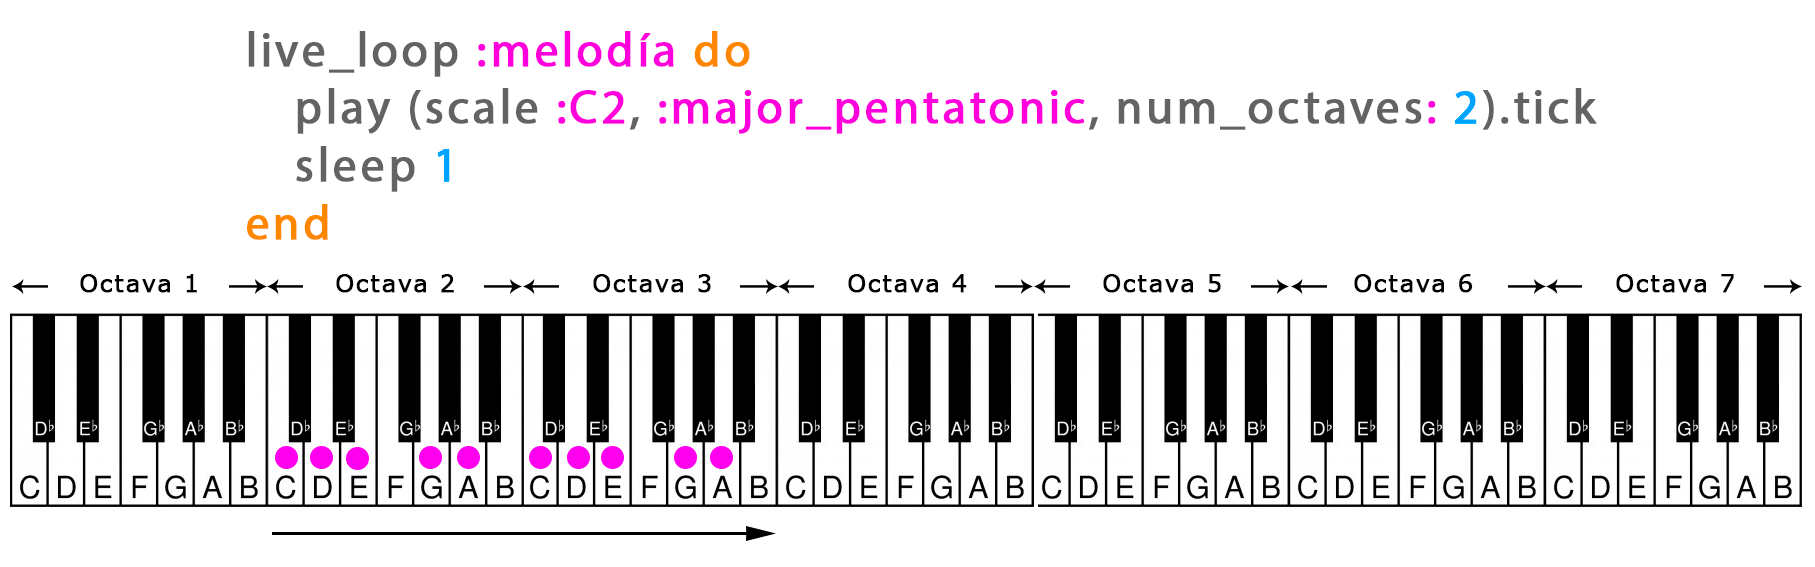 live_loop :melodía do
play (scale :C2, :major_pentatonic, num_octaves: 2).tick
sleep 1
end
Octava 1 Octava 2 Octava 3 Octava 4 Octava 5 Octava 6 Octava 7
D♭ E♭ G♭ A♭ B♭ D♭ E♭ G♭ A♭ B♭ D♭ E♭ G♭ A♭ B♭ D♭ E♭ G♭ A♭ B♭ D♭ E♭ G♭ A♭ B♭ D♭ E♭ G♭ A♭ B♭ D♭ E♭ G♭ A♭ B♭
C D E F G A B C D E F G A B C D E F G A B C D E F G A B C D E F G A B C D E F G A B C D E F G A B